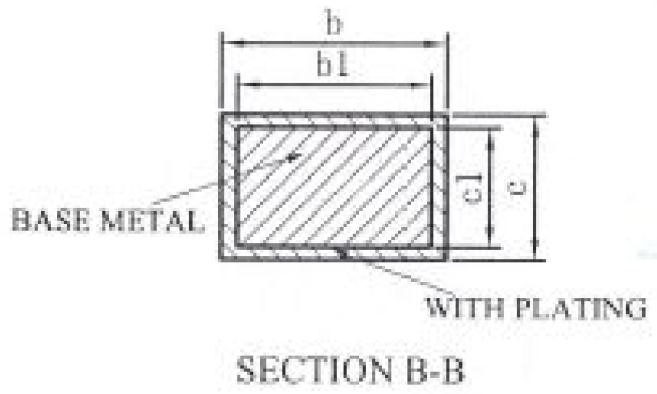 b
b1
c1
c
BASE METAL
WITH PLATING
SECTION B-B